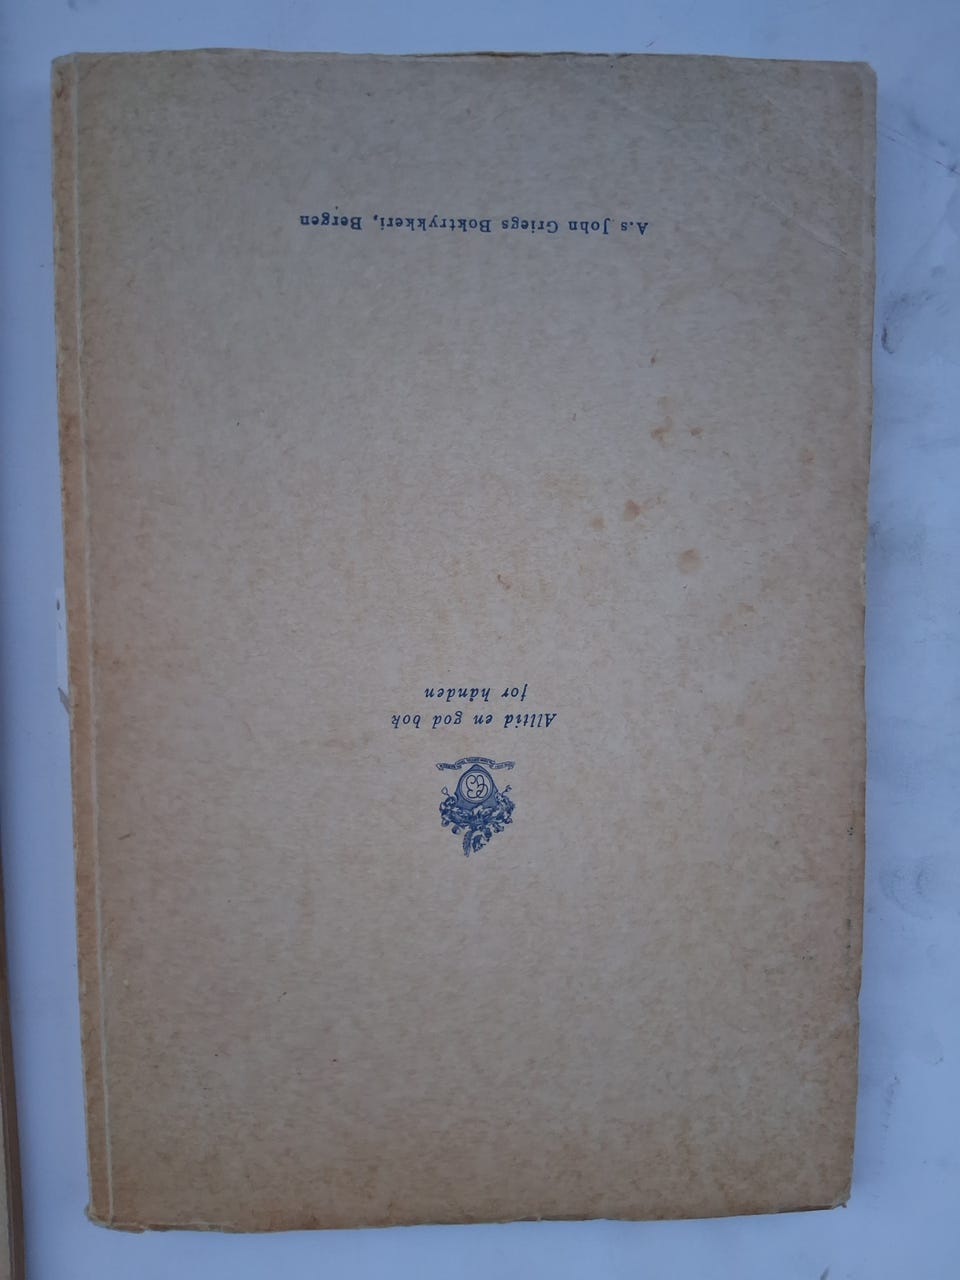 Alltid en god bok
for hånden
A.s John Griegs Boktrykkeri, Bergen